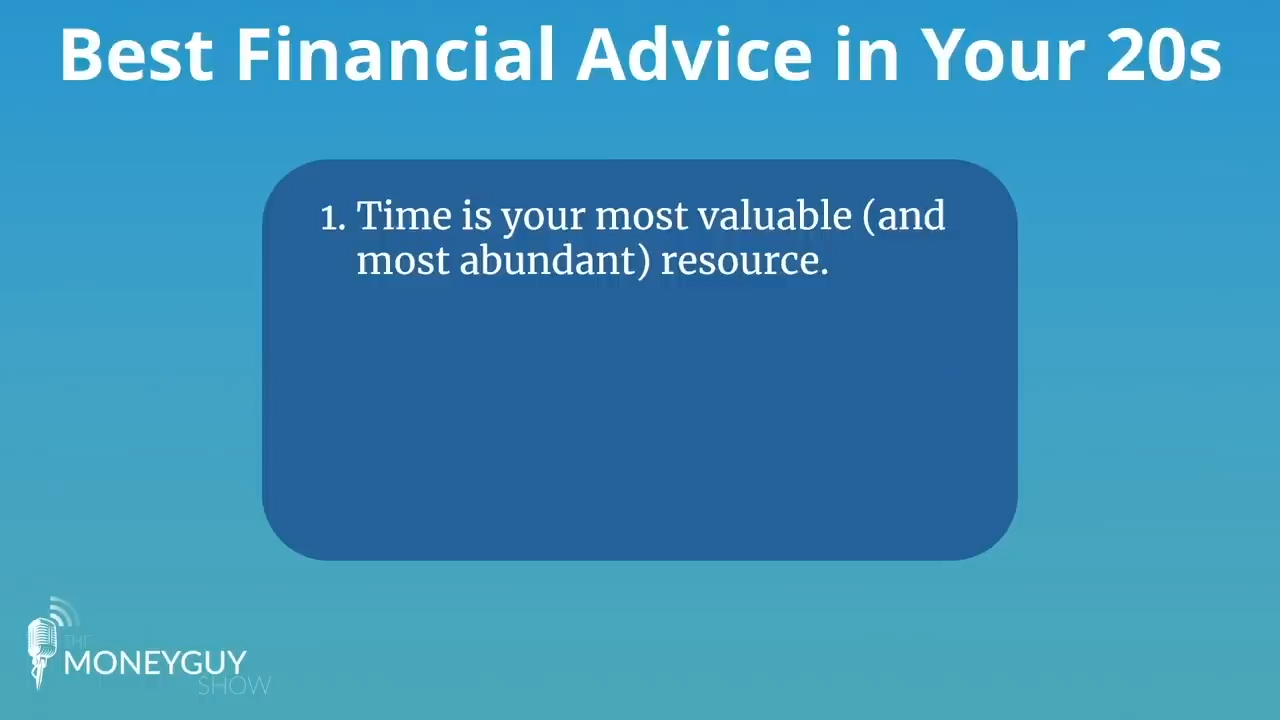 Best Financial Advice in Your 20s
1. Time is your most valuable (and
most abundant) resource.
THE
MONEYGUY
SHOW